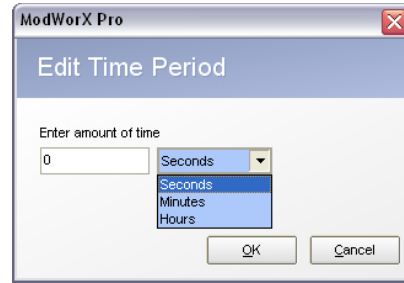 ModWorX Pro
Edit Time Period
Enter amount of time
0 Seconds
Seconds
Minutes
Hours
OK Cancel